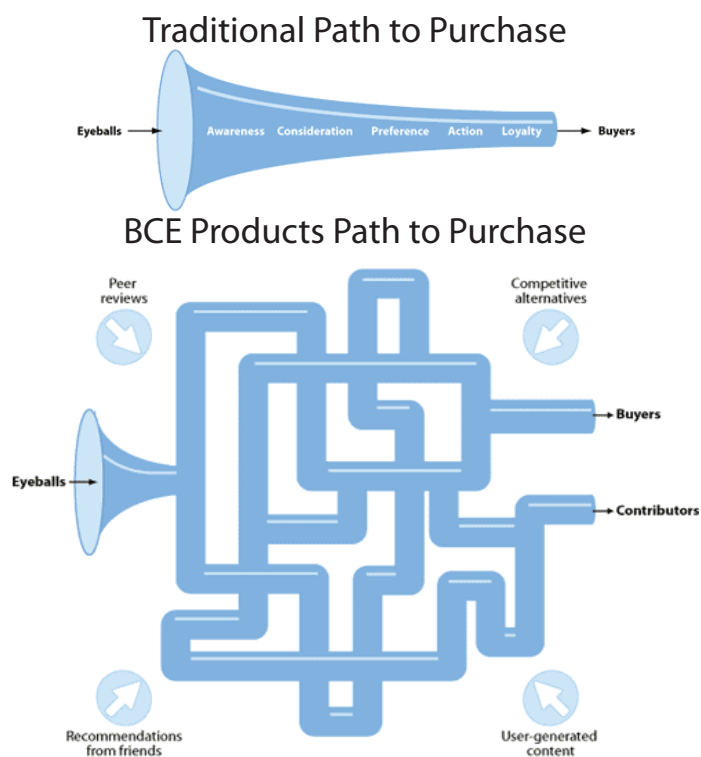 Traditional Path to Purchase
Eyeballs
Awareness Consideration Preference Action Loyalty
Buyers
BCE Products Path to Purchase
Peer
reviews
Competitive
alternatives
Buyers
Eyeballs
Contributors
Recommendations
from friends
User-generated
content